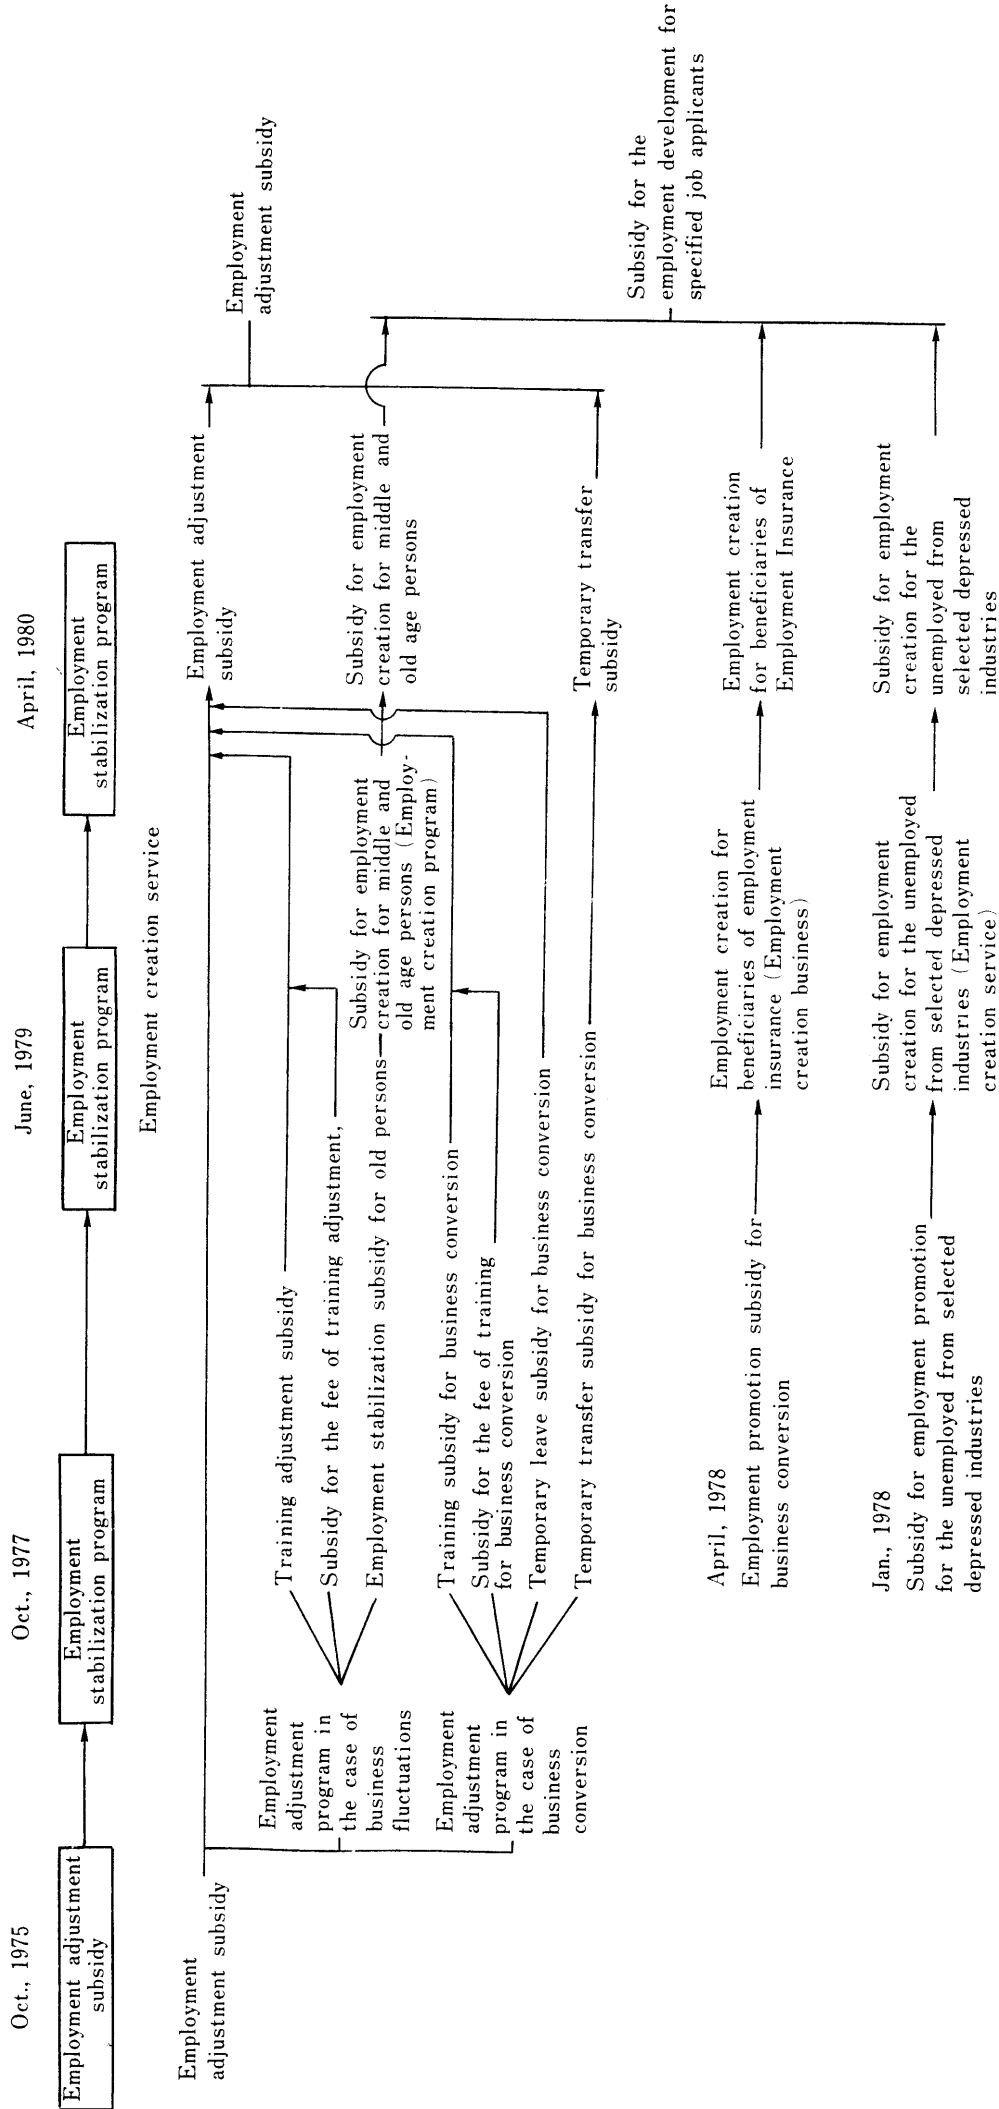 Oct., 1975
Oct., 1977
June, 1979
April, 1980
Employment adjustment
subsidy
Employment
stabilization program
Employment
stabilization program
Employment
stabilization program
Employment creation service
Employment
adjustment subsidy
Employment adjustment
subsidy
Employment
adjustment subsidy
Employment
adjustment
program in
the case of
business
fluctuations
Training adjustment subsidy
Subsidy for the fee of training adjustment,
Employment stabilization subsidy for old persons
Subsidy for employment
creation for middle and
old age persons (Employ-
ment creation program)
Subsidy for employment
creation for middle and
old age persons
Employment
adjustment
program in
the case of
business
conversion
Training subsidy for business conversion
Subsidy for the fee of training
for business conversion
Temporary leave subsidy for business conversion
Temporary transfer subsidy for business conversion
Temporary transfer
subsidy
Subsidy for the
employment development for
specified job applicants
April, 1978
Employment promotion subsidy for
business conversion
Employment creation for
beneficiaries of employment
insurance (Employment
creation business)
Employment creation
for beneficiaries of
Employment Insurance
Jan., 1978
Subsidy for employment promotion
for the unemployed from selected
depressed industries
Subsidy for employment
creation for the unemployed
from selected depressed
industries (Employment
creation service)
Subsidy for employment
creation for the
unemployed from
selected depressed
industries